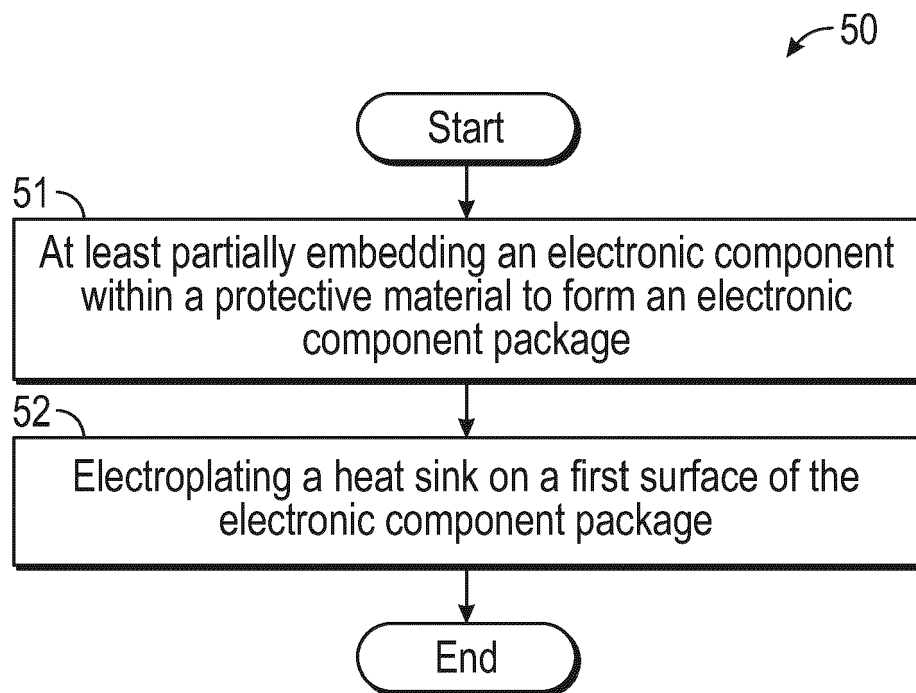 50
Start
51
At least partially embedding an electronic component
within a protective material to form an electronic
component package
52
Electroplating a heat sink on a first surface of the
electronic component package
End